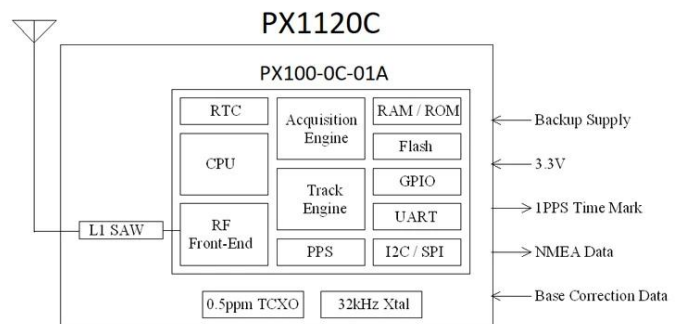 PX1120C
PX100-0C-01A
RTC
Acquisition
Engine
RAM / ROM
Backup Supply
CPU
Flash
3.3V
Track
Engine
GPIO
1PPS Time Mark
L1 SAW
RF
Front-End
UART
PPS
I2C / SPI
NMEA Data
0.5ppm TCXO
32kHz Xtal
Base Correction Data